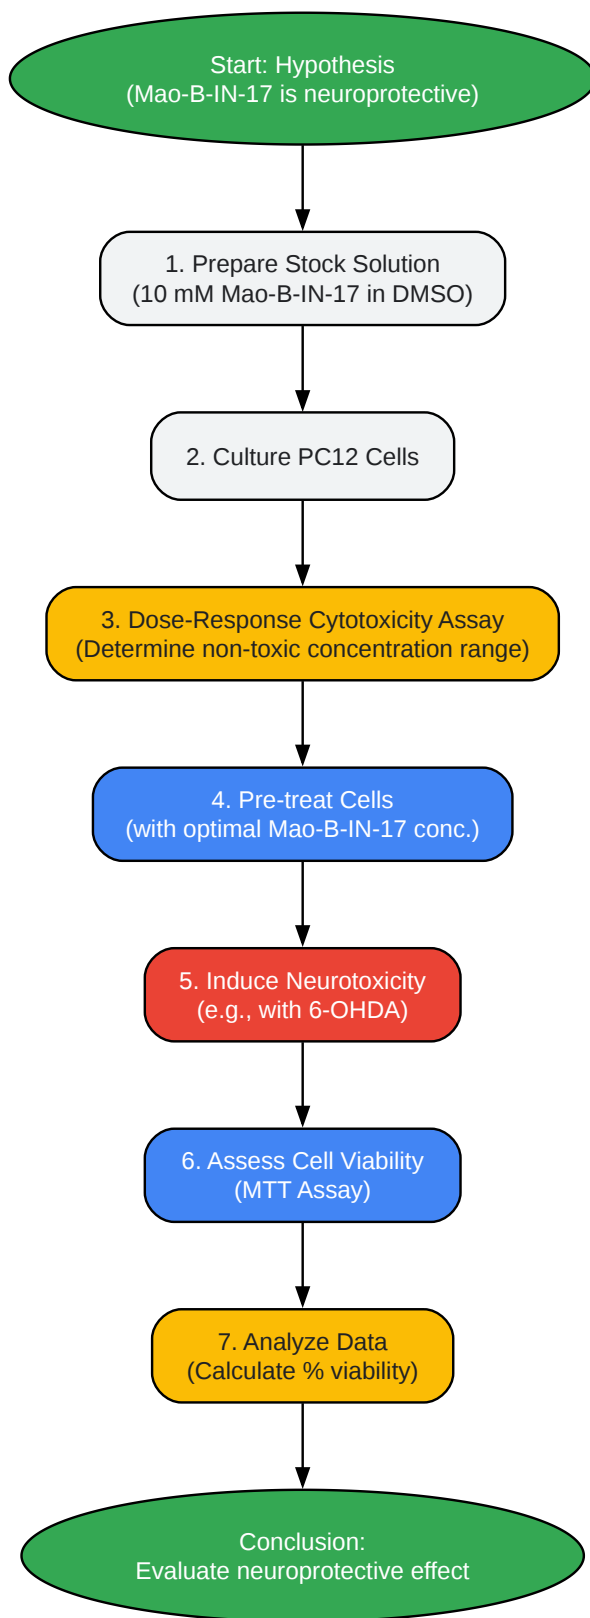 Start: Hypothesis
(Mao-B-IN-17 is neuroprotective)
1. Prepare Stock Solution
(10 mM Mao-B-IN-17 in DMSO)
2. Culture PC12 Cells
3. Dose-Response Cytotoxicity Assay
(Determine non-toxic concentration range)
4. Pre-treat Cells
(with optimal Mao-B-IN-17 conc.)
5. Induce Neurotoxicity
(e.g., with 6-OHDA)
6. Assess Cell Viability
(MTT Assay)
7. Analyze Data
(Calculate % viability)
Conclusion:
Evaluate neuroprotective effect